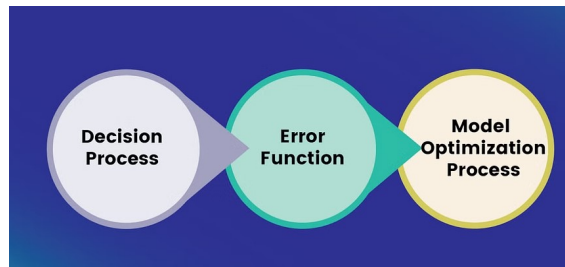 Decision
Process
Error
Function
Model
Optimization
Process